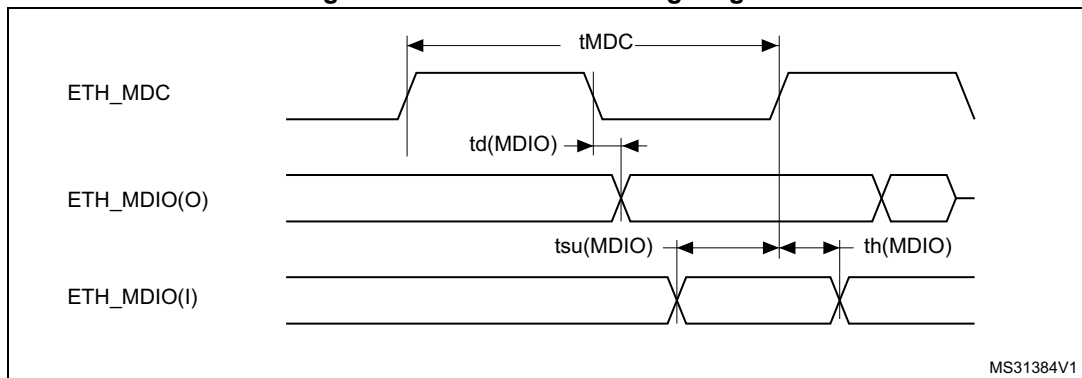 tMDC
ETH_MDC
td(MDIO)
ETH_MDIO(O)
tsu(MDIO)
th(MDIO)
ETH_MDIO(I)
MS31384V1